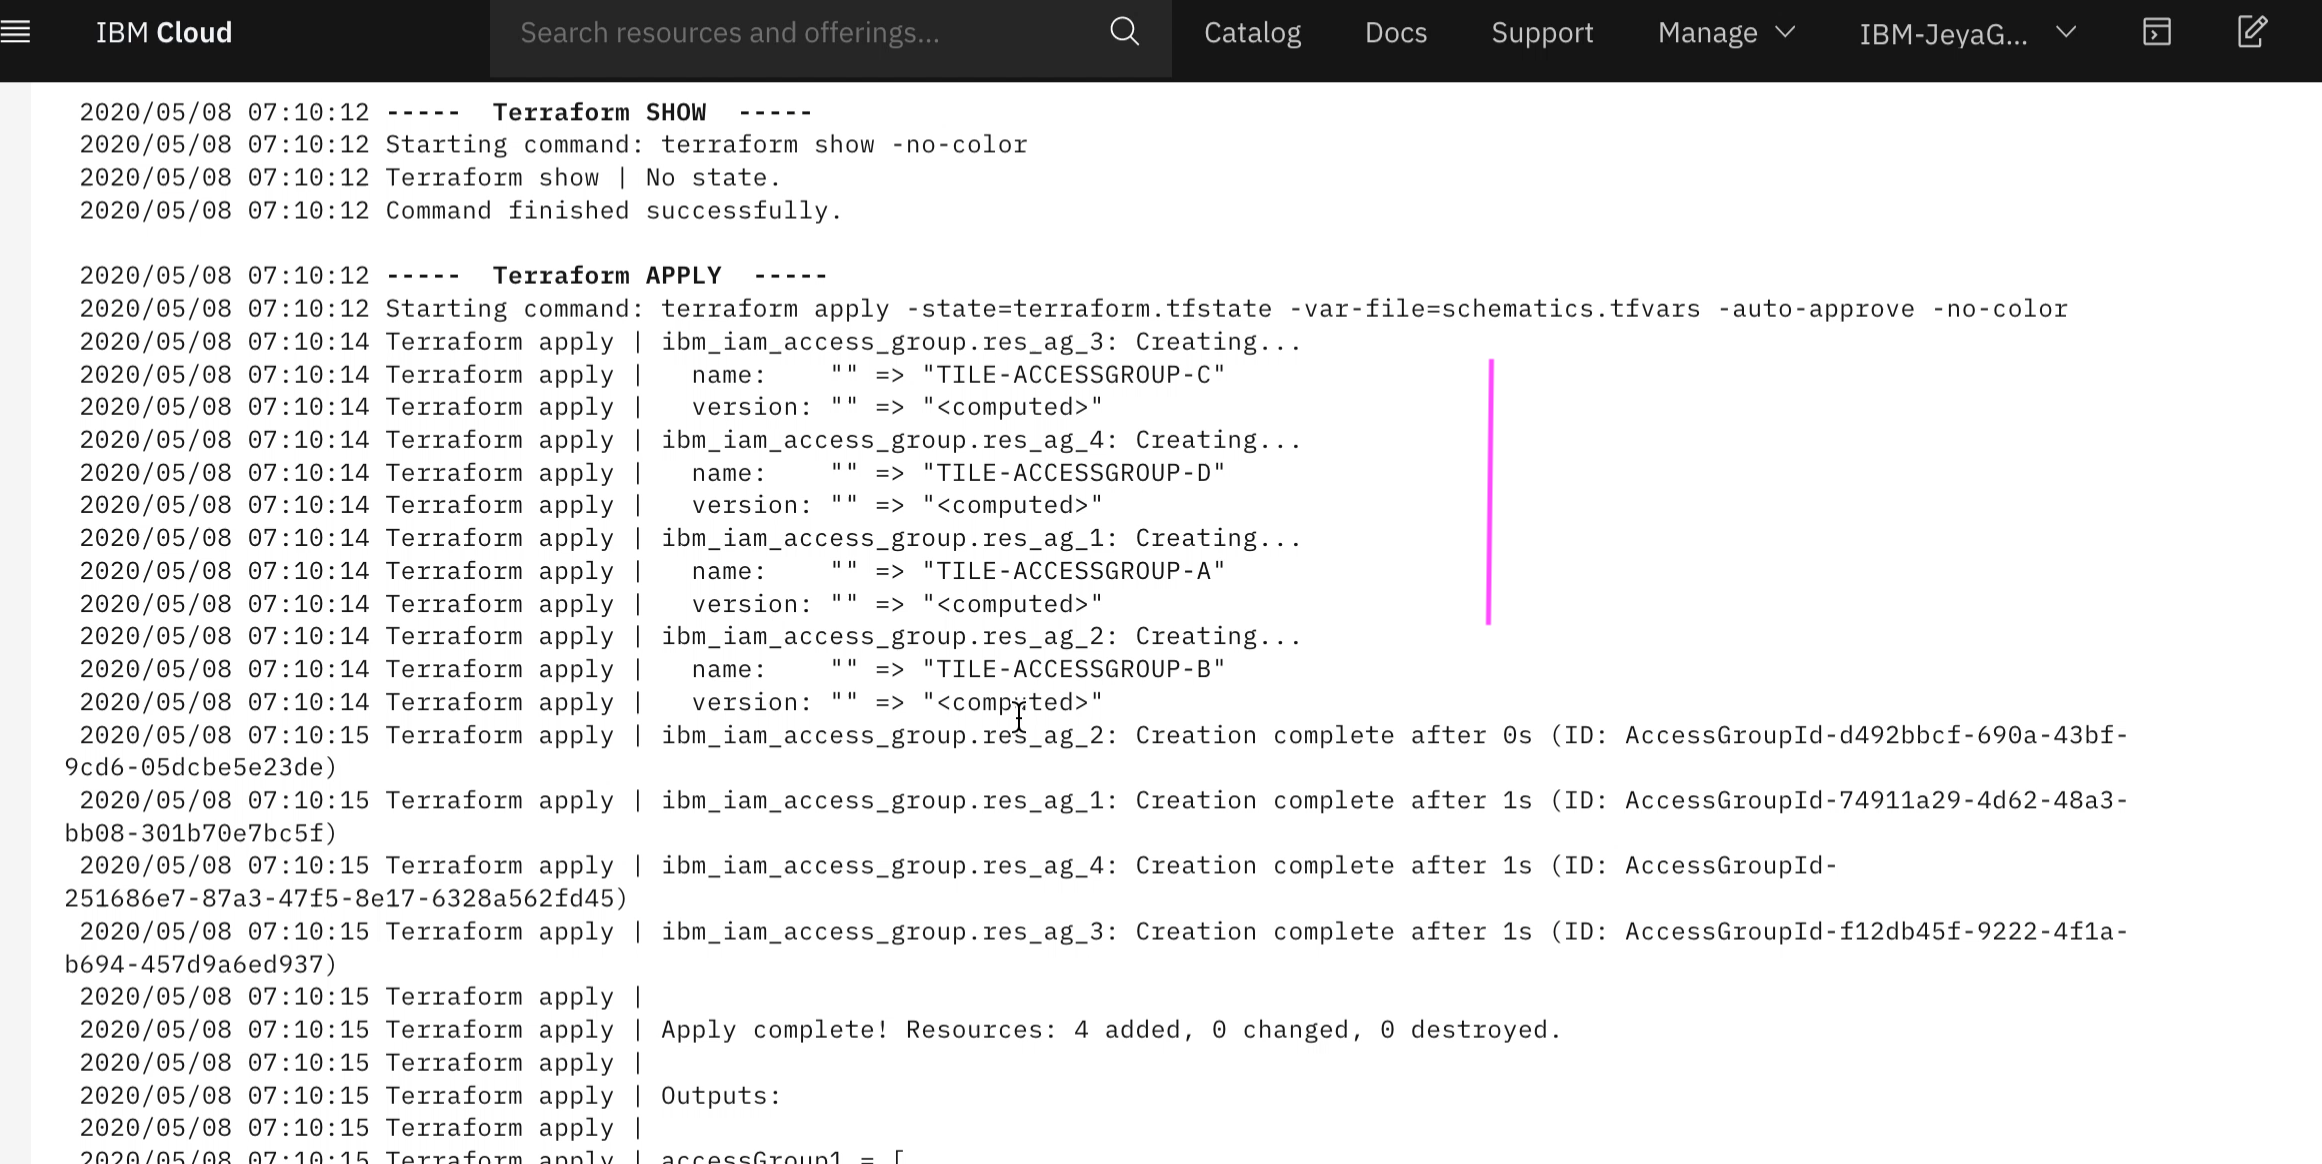 IBM Cloud
Search resources and offerings...
Catalog
Docs
Support
Manage
IBM-JeyaG...
2020/05/08 07:10:12 -----  Terraform SHOW  -----
2020/05/08 07:10:12 Starting command: terraform show -no-color
2020/05/08 07:10:12 Terraform show | No state.
2020/05/08 07:10:12 Command finished successfully.
2020/05/08 07:10:12 -----  Terraform APPLY  -----
2020/05/08 07:10:12 Starting command: terraform apply -state=terraform.tfstate -var-file=schematics.tfvars -auto-approve -no-color
2020/05/08 07:10:14 Terraform apply | ibm_iam_access_group.res_ag_3: Creating...
2020/05/08 07:10:14 Terraform apply |   name:    "" => "TILE-ACCESSGROUP-C"
2020/05/08 07:10:14 Terraform apply |   version: "" => "<computed>"
2020/05/08 07:10:14 Terraform apply | ibm_iam_access_group.res_ag_4: Creating...
2020/05/08 07:10:14 Terraform apply |   name:    "" => "TILE-ACCESSGROUP-D"
2020/05/08 07:10:14 Terraform apply |   version: "" => "<computed>"
2020/05/08 07:10:14 Terraform apply | ibm_iam_access_group.res_ag_1: Creating...
2020/05/08 07:10:14 Terraform apply |   name:    "" => "TILE-ACCESSGROUP-A"
2020/05/08 07:10:14 Terraform apply |   version: "" => "<computed>"
2020/05/08 07:10:14 Terraform apply | ibm_iam_access_group.res_ag_2: Creating...
2020/05/08 07:10:14 Terraform apply |   name:    "" => "TILE-ACCESSGROUP-B"
2020/05/08 07:10:14 Terraform apply |   version: "" => "<computed>"
2020/05/08 07:10:15 Terraform apply | ibm_iam_access_group.res_ag_2: Creation complete after 0s (ID: AccessGroupId-d492bbcf-690a-43bf-
9cd6-05dcbe5e23de)
2020/05/08 07:10:15 Terraform apply | ibm_iam_access_group.res_ag_1: Creation complete after 1s (ID: AccessGroupId-74911a29-4d62-48a3-
bb08-301b70e7bc5f)
2020/05/08 07:10:15 Terraform apply | ibm_iam_access_group.res_ag_4: Creation complete after 1s (ID: AccessGroupId-
251686e7-87a3-47f5-8e17-6328a562fd45)
2020/05/08 07:10:15 Terraform apply | ibm_iam_access_group.res_ag_3: Creation complete after 1s (ID: AccessGroupId-f12db45f-9222-4f1a-
b694-457d9a6ed937)
2020/05/08 07:10:15 Terraform apply |
2020/05/08 07:10:15 Terraform apply | Apply complete! Resources: 4 added, 0 changed, 0 destroyed.
2020/05/08 07:10:15 Terraform apply |
2020/05/08 07:10:15 Terraform apply | Outputs:
2020/05/08 07:10:15 Terraform apply |
2020/05/08 07:10:15 Terraform apply | accessGroup1 = [